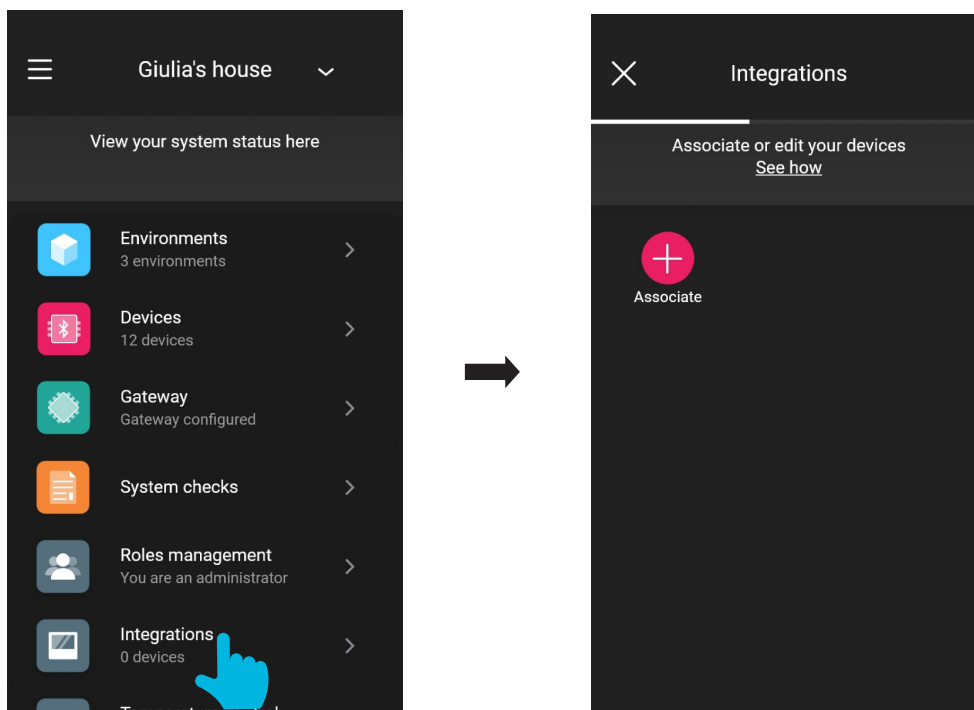 Giulia's house
View your system status here
Environments
3 environments
Devices
12 devices
Gateway
Gateway configured
System checks
Roles management
You are an administrator
Integrations
0 devices
Integrations
Associate or edit your devices
See how
Associate